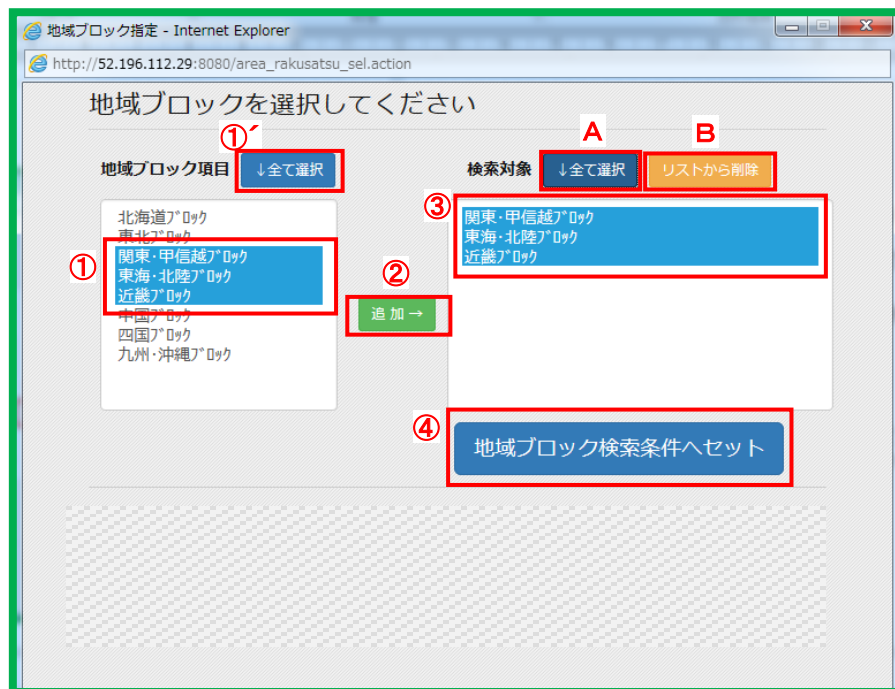 地域ブロック指定 - Internet Explorer
http://52.196.112.29:8080/area_rakusatsu_sel.action
地域ブロックを選択してください
①´
A
B
地域ブロック項目
↓全て選択
検索対象
↓全て選択
リストから削除
①
北海道ﾌﾞﾛｯｸ
東北ﾌﾞﾛｯｸ
関東・甲信越ﾌﾞﾛｯｸ
東海・北陸ﾌﾞﾛｯｸ
近畿ﾌﾞﾛｯｸ
中国ﾌﾞﾛｯｸ
四国ﾌﾞﾛｯｸ
九州・沖縄ﾌﾞﾛｯｸ
②
追加→
③
関東・甲信越ﾌﾞﾛｯｸ
東海・北陸ﾌﾞﾛｯｸ
近畿ﾌﾞﾛｯｸ
④
地域ブロック検索条件へセット